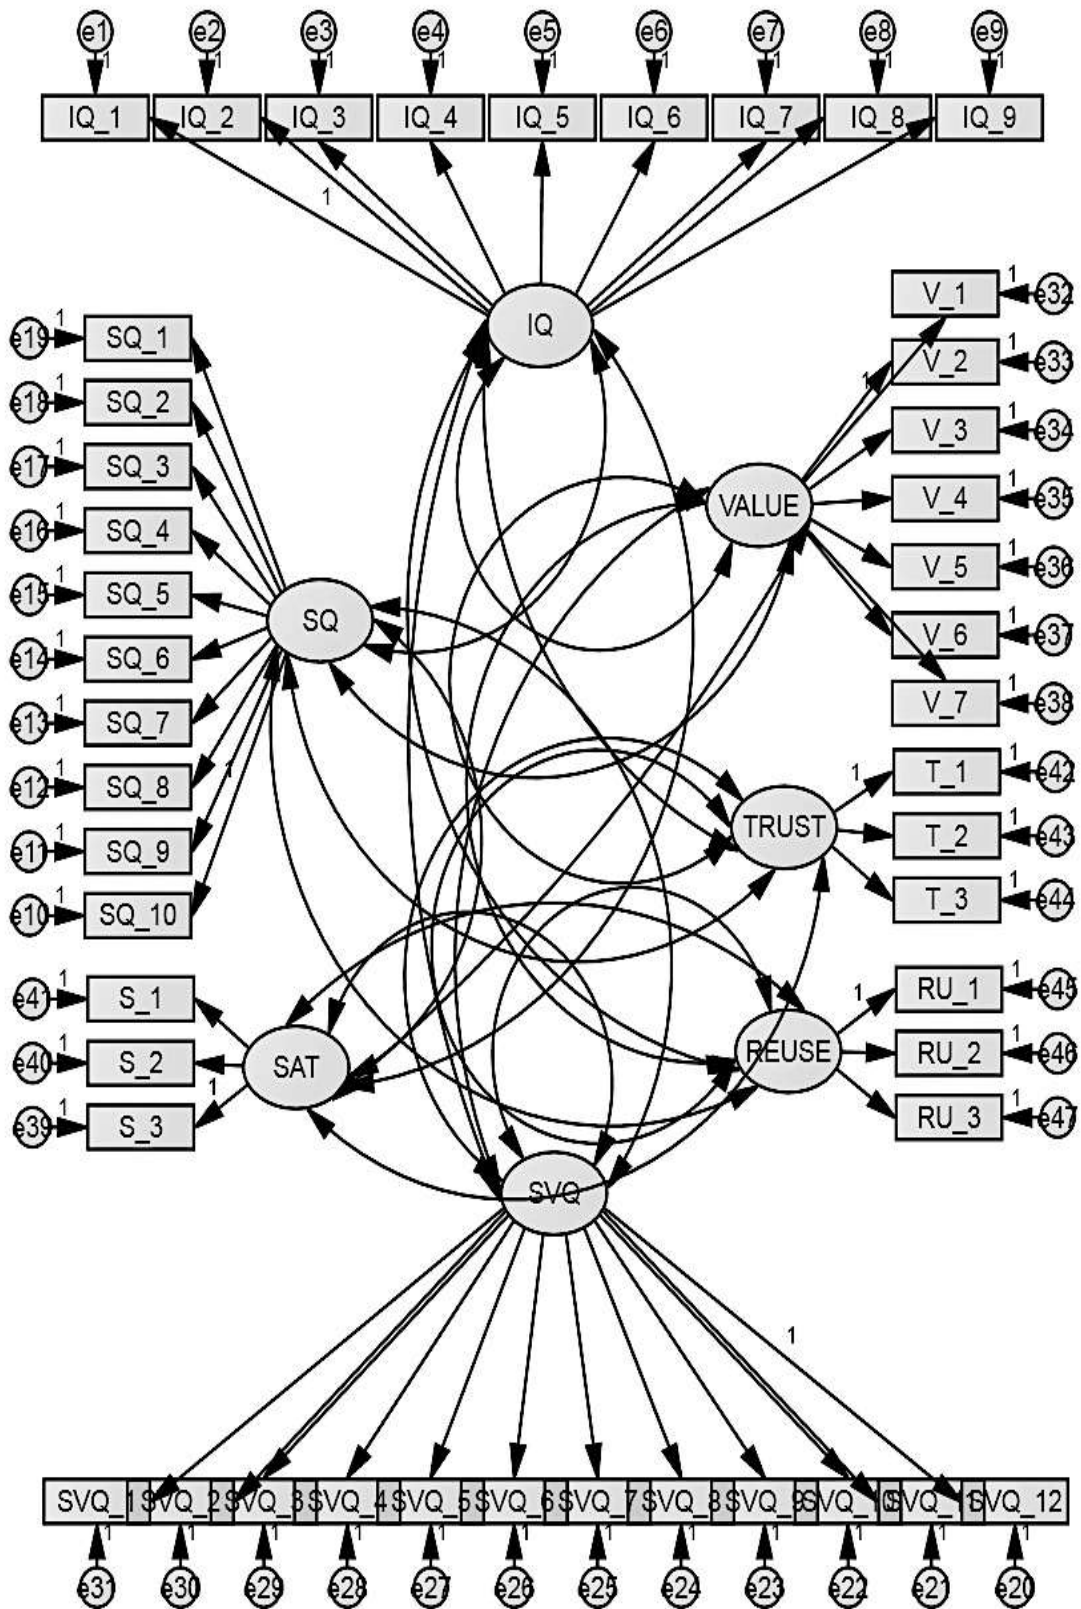 e1 e2 e3 e4 e5 e6 e7 e8 e9
1 1 1 1 1 1 1 1 1
IQ_1 IQ_2 IQ_3 IQ_4 IQ_5 IQ_6 IQ_7 IQ_8 IQ_9
1
IQ
e19 1 SQ_1
e18 1 SQ_2
e17 1 SQ_3
e16 1 SQ_4
e15 1 SQ_5
e14 1 SQ_6
e13 1 SQ_7
e12 1 SQ_8
e11 1 SQ_9
e10 1 SQ_10
1
SQ
V_1 1 e32
V_2 1 e33
V_3 1 e34
V_4 1 e35
V_5 1 e36
V_6 1 e37
V_7 1 e38
1
VALUE
T_1 1 e42
T_2 1 e43
T_3 1 e44
1
TRUST
e41 1 S_1
e40 1 S_2
e39 1 S_3
1
SAT
RU_1 1 e45
RU_2 1 e46
RU_3 1 e47
1
REUSE
SVQ
1
SVQ_1 SVQ_2 SVQ_3 SVQ_4 SVQ_5 SVQ_6 SVQ_7 SVQ_8 SVQ_9 SVQ_10 SVQ_11 SVQ_12
1 1 1 1 1 1 1 1 1 1 1 1
e31 e30 e29 e28 e27 e26 e25 e24 e23 e22 e21 e20